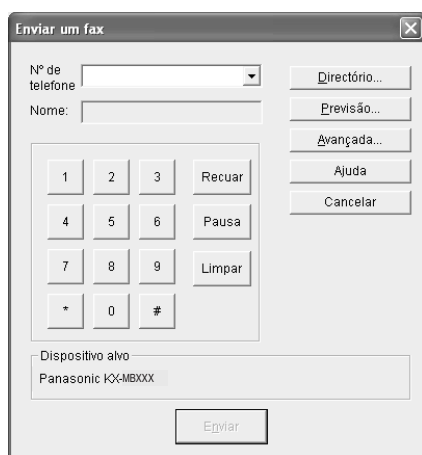 Enviar um fax
Nº de telefone
Nome:
Directório...
Previsão...
Avançada...
Ajuda
Cancelar
1 2 3 Recuar
4 5 6 Pausa
7 8 9 Limpar
* 0 #
Dispositivo alvo
Panasonic KX-MBXXX
Enviar